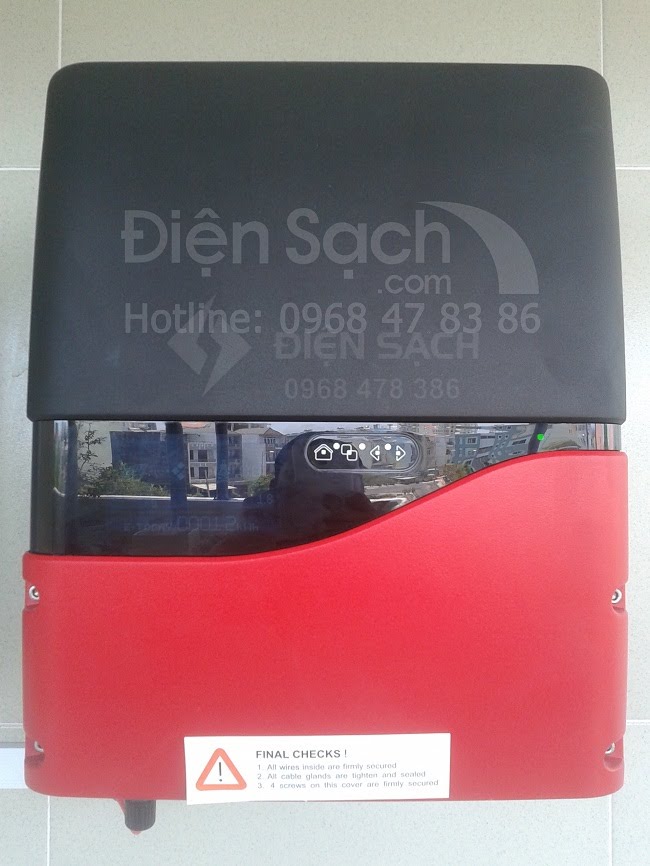 Điện Sạch
.com
Hotline: 0968 47 83 86
ĐIỆN SẠCH
0968 478 386
FINAL CHECKS !
1. All wires inside are firmly secured
2. All cable glands are tighten and sealed
3. 4 screws on this cover are firmly secured